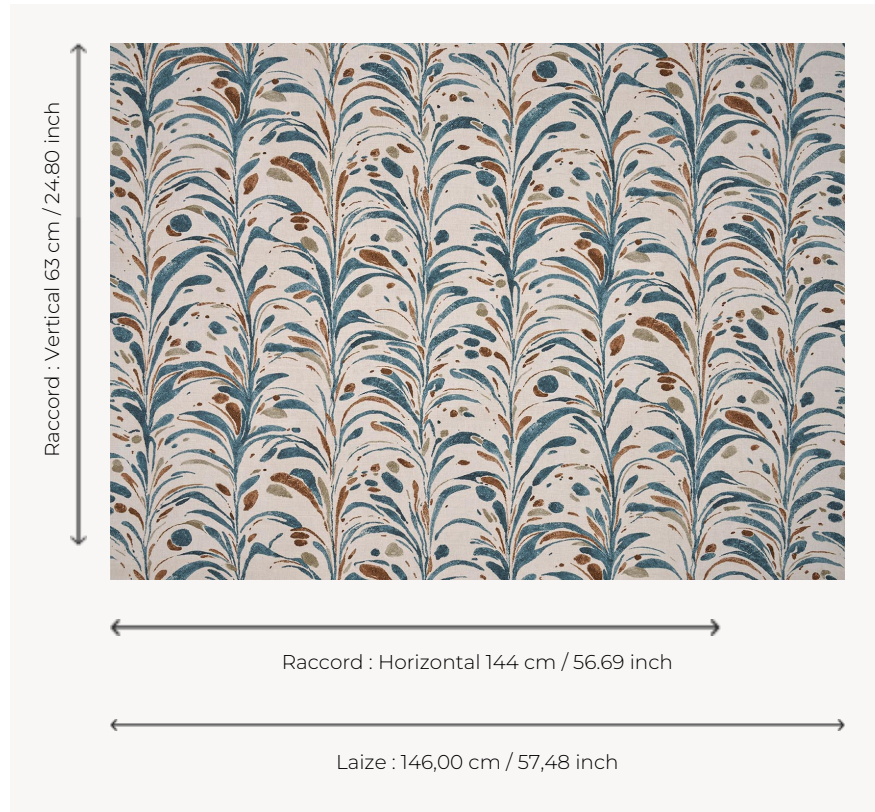 Raccord : Vertical 63 cm / 24.80 inch
Raccord : Horizontal 144 cm / 56.69 inch
Laize : 146,00 cm / 57,48 inch